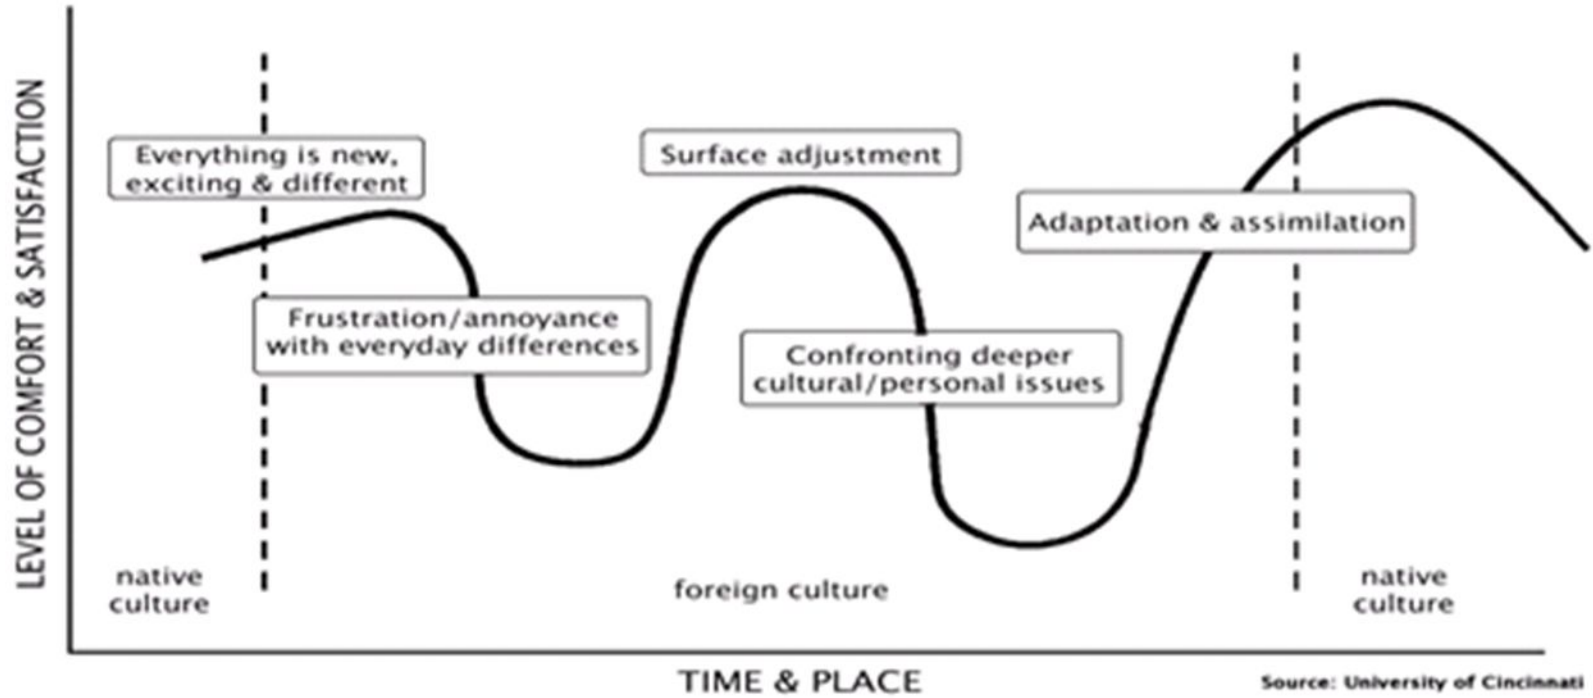 LEVEL OF COMFORT & SATISFACTION
Everything is new,
exciting & different
Surface adjustment
Adaptation & assimilation
Frustration/annoyance
with everyday differences
Confronting deeper
cultural/personal issues
native
culture
foreign culture
native
culture
TIME & PLACE
Source: University of Cincinnati